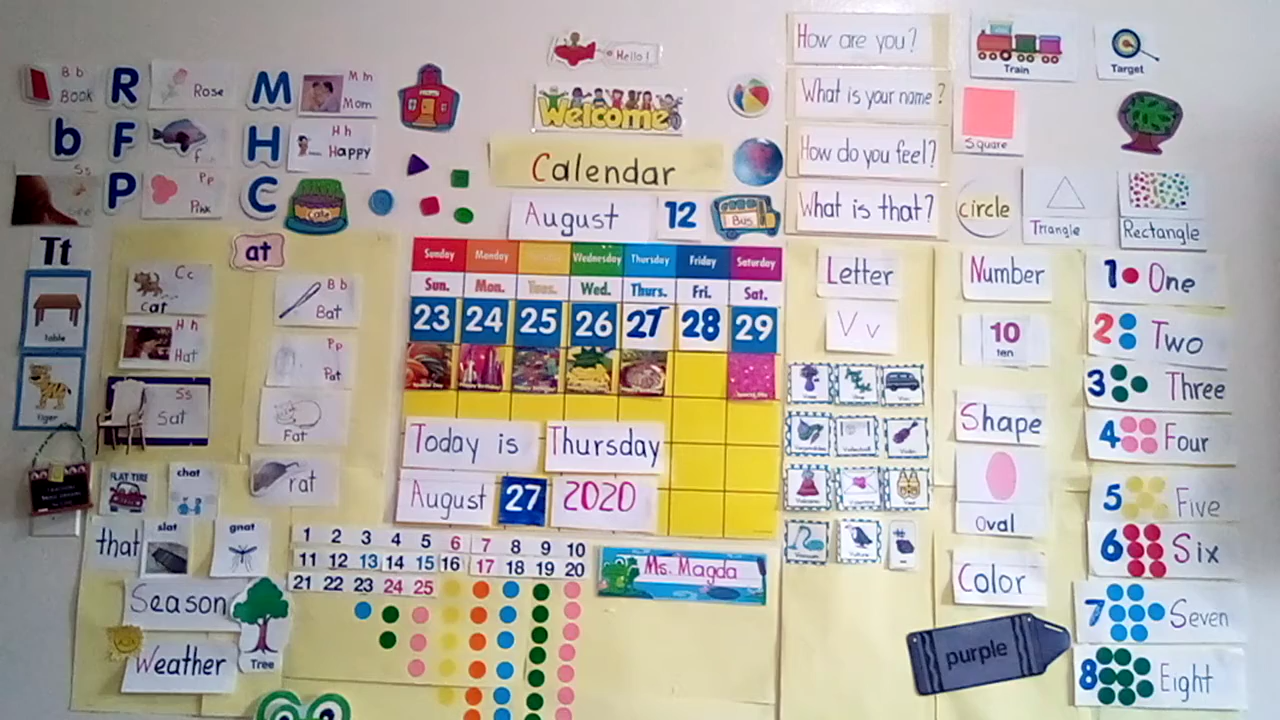 B b
Book
R
Rose
M
M m
Mom
b
F
H
H h
Happy
S s
P
P p
Pink
C
Cake
Tt
table
tiger
at
C c
cat
B b
Bat
H h
Hat
P p
Pat
S s
Sat
Fat
FLAT TIRE
chat
rat
that
slat
gnat
Season
Weather
Tree
Hello!
Welcome
Calendar
August 12
Bus
Sunday Monday Tuesday Wednesday Thursday Friday Saturday
Sun. Mon. Tues. Wed. Thurs. Fri. Sat.
23 24 25 26 27 28 29
Today is Thursday
August 27 2020
1 2 3 4 5 6 7 8 9 10
11 12 13 14 15 16 17 18 19 20
21 22 23 24 25
Ms. Magda
How are you?
What is your name?
How do you feel?
What is that?
Train
Target
Square
circle
Triangle
Rectangle
Letter
V v
Number
10
ten
Shape
Oval
Color
purple
1 One
2 Two
3 Three
4 Four
5 Five
6 Six
7 Seven
8 Eight